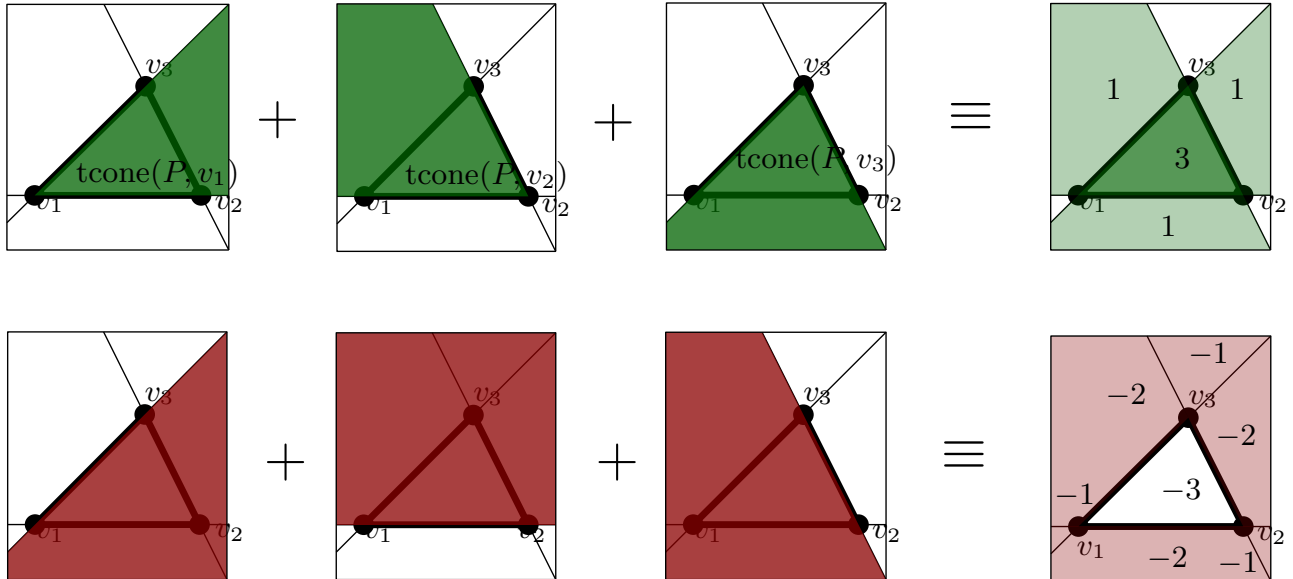 v₃
tcone(P, v₁)
v₁
v₂
+
v₃
tcone(P, v₂)
v₁
v₂
+
v₃
tcone(P, v₃)
v₁
v₂
≡
v₃
1
1
3
v₁
v₂
1
v₃
v₁
v₂
+
v₃
v₁
v₂
+
v₃
v₁
v₂
≡
−1
−2
v₃
−2
−1
−3
v₁
v₂
−2
−1